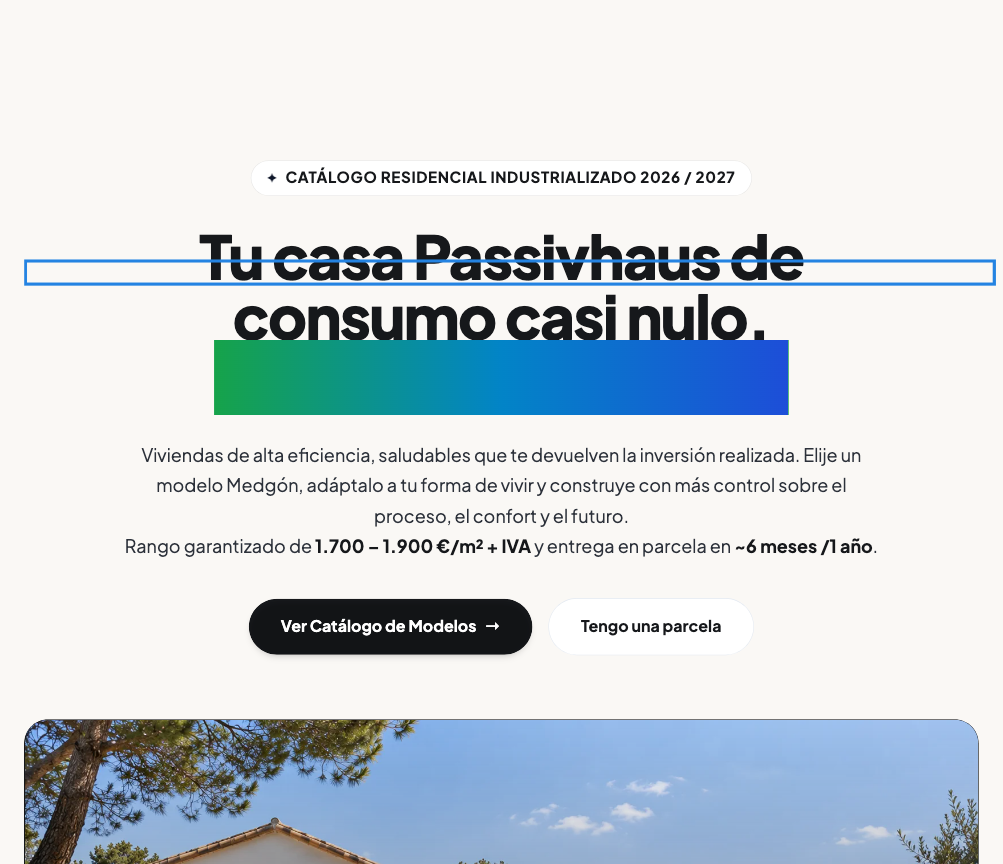 ✦ CATÁLOGO RESIDENCIAL INDUSTRIALIZADO 2026 / 2027
Tu casa Passivhaus de
consumo casi nulo.
Viviendas de alta eficiencia, saludables que te devuelven la inversión realizada. Elije un
modelo Medgón, adáptalo a tu forma de vivir y construye con más control sobre el
proceso, el confort y el futuro.
Rango garantizado de 1.700 – 1.900 €/m² + IVA y entrega en parcela en ~6 meses /1 año.
Ver Catálogo de Modelos →
Tengo una parcela